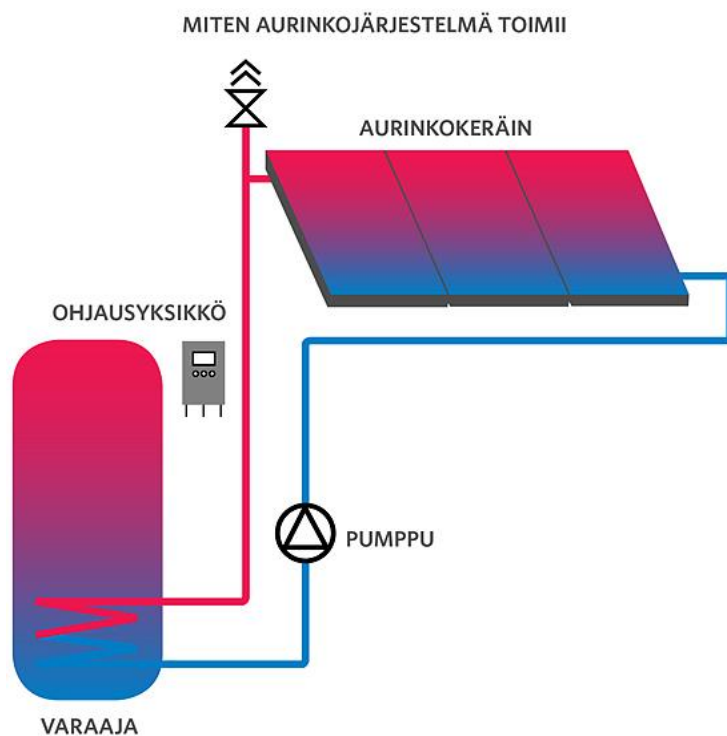 MITEN AURINKOJÄRJESTELMÄ TOIMII
AURINKOKERÄIN
OHJAUSYKSIKKÖ
PUMPPU
VARAAJA